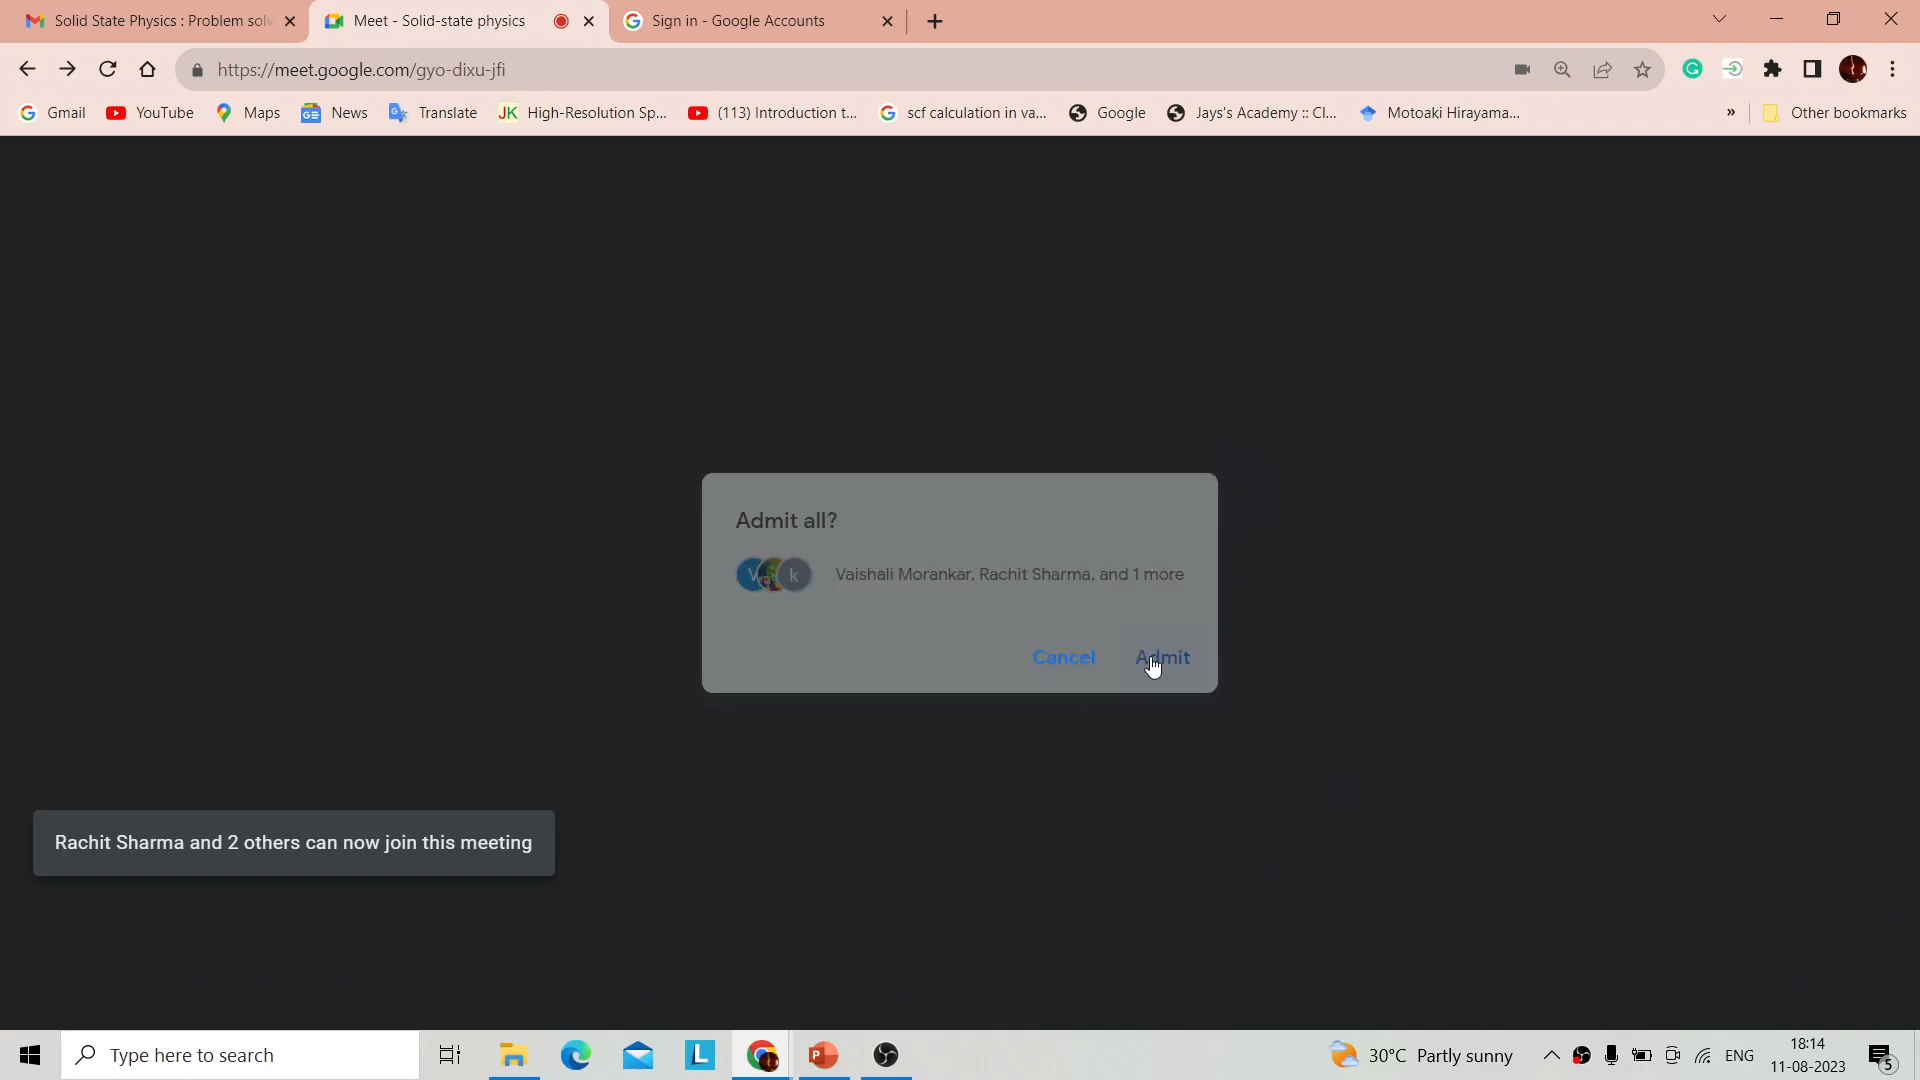 Solid State Physics : Problem solv
Meet - Solid-state physics
Sign in - Google Accounts
https://meet.google.com/gyo-dixu-jfi
Gmail
YouTube
Maps
News
Translate
JK High-Resolution Sp...
(113) Introduction t...
scf calculation in va...
Google
Jays's Academy :: Cl...
Motoaki Hirayama...
»
Other bookmarks
Admit all?
V k
Vaishali Morankar, Rachit Sharma, and 1 more
Cancel Admit
Rachit Sharma and 2 others can now join this meeting
Type here to search
30°C Partly sunny
ENG
18:14
11-08-2023
5